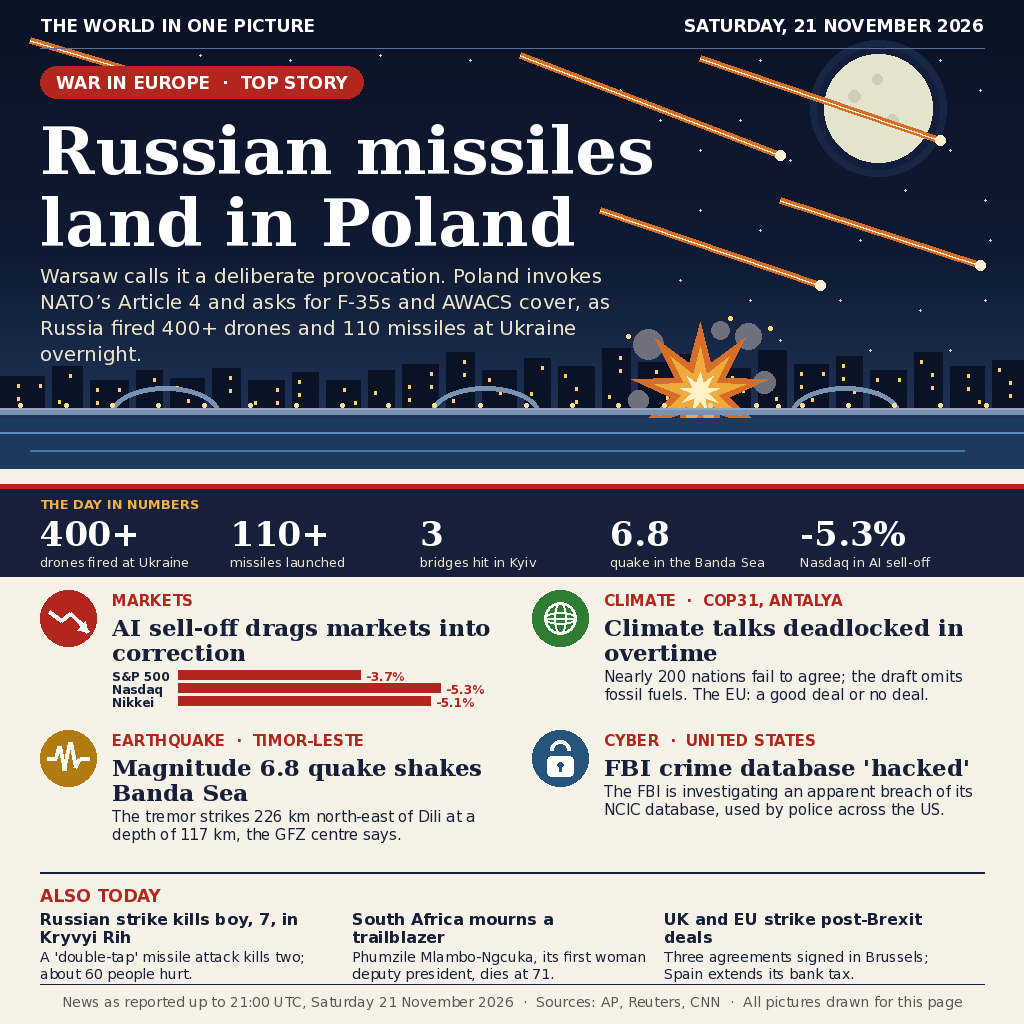 THE WORLD IN ONE PICTURE
SATURDAY, 21 NOVEMBER 2026
WAR IN EUROPE · TOP STORY
Russian missiles
land in Poland
Warsaw calls it a deliberate provocation. Poland invokes
NATO’s Article 4 and asks for F-35s and AWACS cover, as
Russia fired 400+ drones and 110 missiles at Ukraine
overnight.
THE DAY IN NUMBERS
400+
drones fired at Ukraine
110+
missiles launched
3
bridges hit in Kyiv
6.8
quake in the Banda Sea
-5.3%
Nasdaq in AI sell-off
MARKETS
AI sell-off drags markets into
correction
S&P 500 -3.7%
Nasdaq -5.3%
Nikkei -5.1%
CLIMATE · COP31, ANTALYA
Climate talks deadlocked in
overtime
Nearly 200 nations fail to agree; the draft omits
fossil fuels. The EU: a good deal or no deal.
EARTHQUAKE · TIMOR-LESTE
Magnitude 6.8 quake shakes
Banda Sea
The tremor strikes 226 km north-east of Dili at a
depth of 117 km, the GFZ centre says.
CYBER · UNITED STATES
FBI crime database 'hacked'
The FBI is investigating an apparent breach of its
NCIC database, used by police across the US.
ALSO TODAY
Russian strike kills boy, 7, in
Kryvyi Rih
A 'double-tap' missile attack kills two;
about 60 people hurt.
South Africa mourns a
trailblazer
Phumzile Mlambo-Ngcuka, its first woman
deputy president, dies at 71.
UK and EU strike post-Brexit
deals
Three agreements signed in Brussels;
Spain extends its bank tax.
News as reported up to 21:00 UTC, Saturday 21 November 2026 · Sources: AP, Reuters, CNN · All pictures drawn for this page